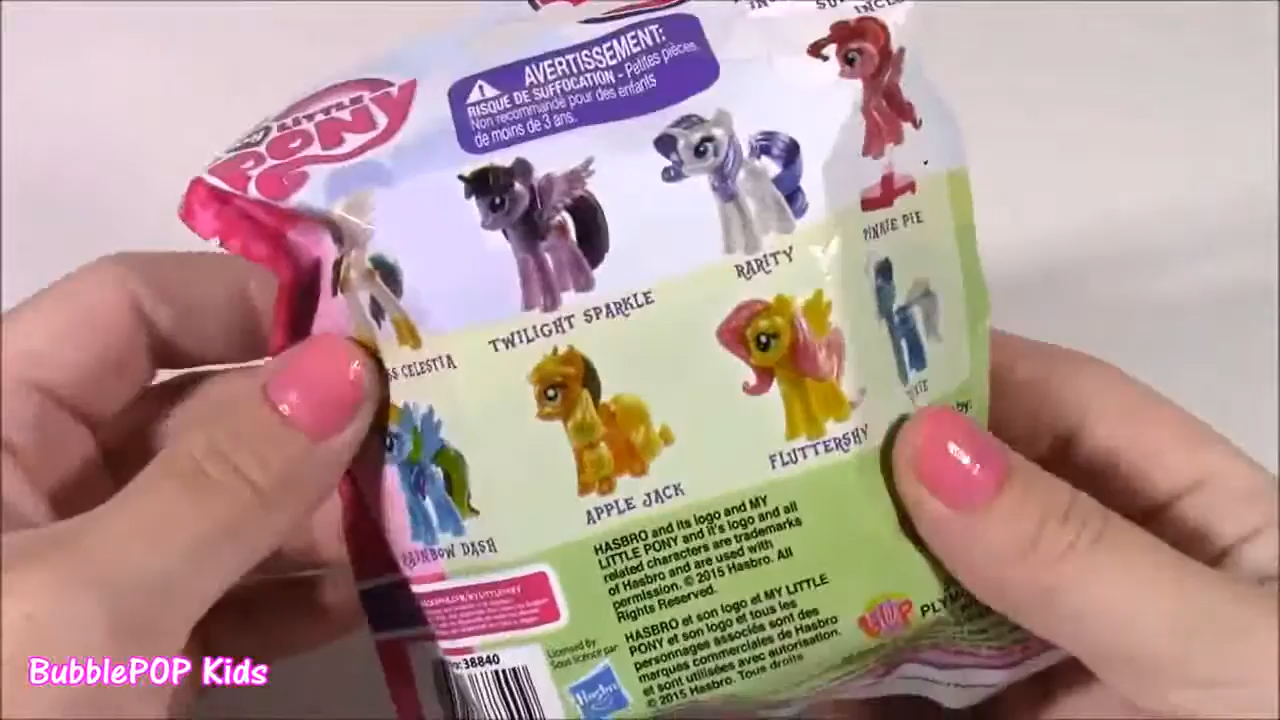 MY LITTLE
PONY
AVERTISSEMENT:
RISQUE DE SUFFOCATION - Petites pièces.
Non recommandé pour des enfants
de moins de 3 ans.
PINKIE PIE
RARITY
TWILIGHT SPARKLE
CELESTIA
FLUTTERSHY
APPLE JACK
RAINBOW DASH
by:
HASBRO and its logo and MY
LITTLE PONY and it's logo and all
related characters are trademarks
of Hasbro and are used with
permission. © 2015 Hasbro. All
Rights Reserved.
HASBRO et son logo et MY LITTLE
PONY et son logo et tous les
personnages associés sont des
marques commerciales de Hasbro
et sont utilisées avec autorisation.
© 2015 Hasbro. Tous droits
Licensed by
Sous licence par:
Hasbro
38840
BubblePOP Kids